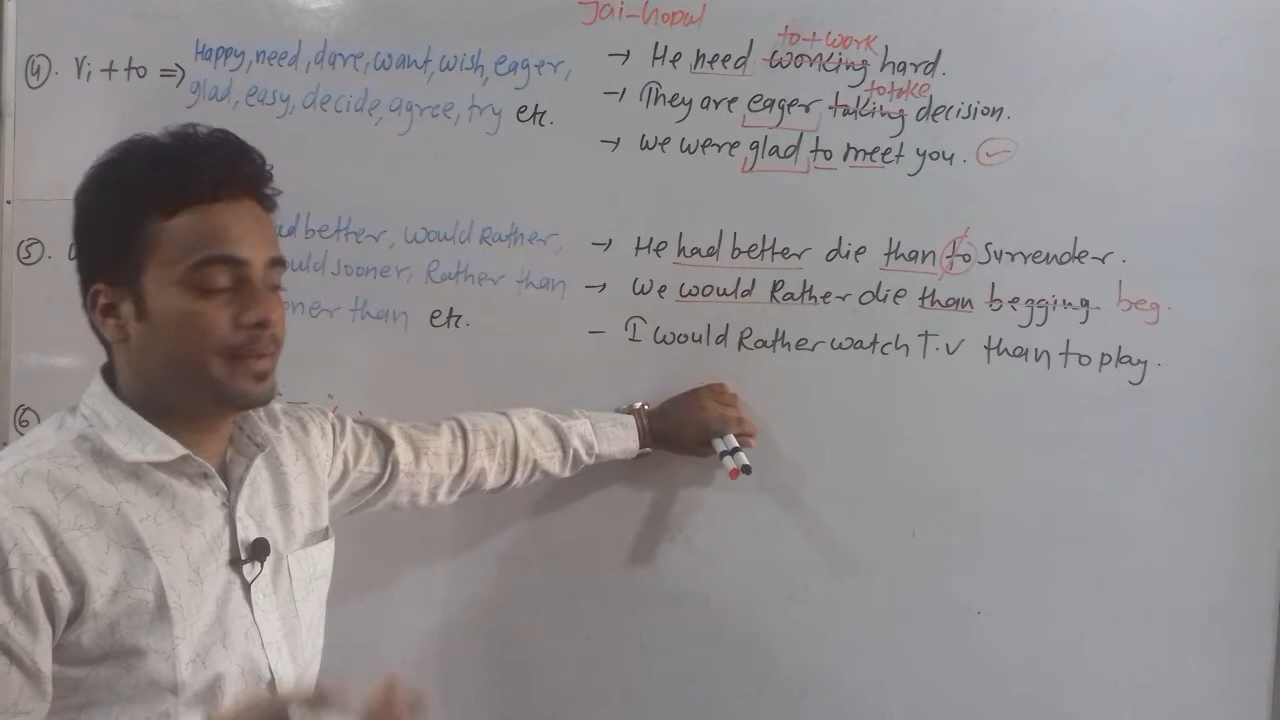 Jai-Gopal
④. V₁ + to ⇒ Happy, need, dare, want, wish, eager,
glad, easy, decide, agree, try etc.
→ He need working hard.
to + work
→ They are eager taking decision.
to take
→ We were glad to meet you.
⑤.
better, would Rather,
sooner, Rather than
than etc.
→ He had better die than to surrender.
→ We would Rather die than begging beg.
– I would Rather watch T.V than to play.
⑥